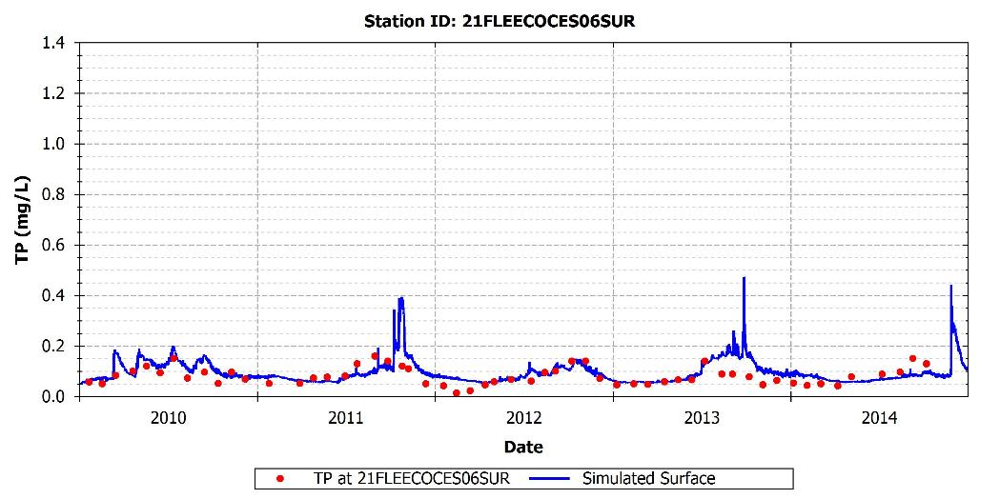 Station ID: 21FLEECOCES06SUR
1.4
1.2
1.0
0.8
0.6
0.4
0.2
0.0
TP (mg/L)
2010 2011 2012 2013 2014
Date
TP at 21FLEECOCES06SUR Simulated Surface